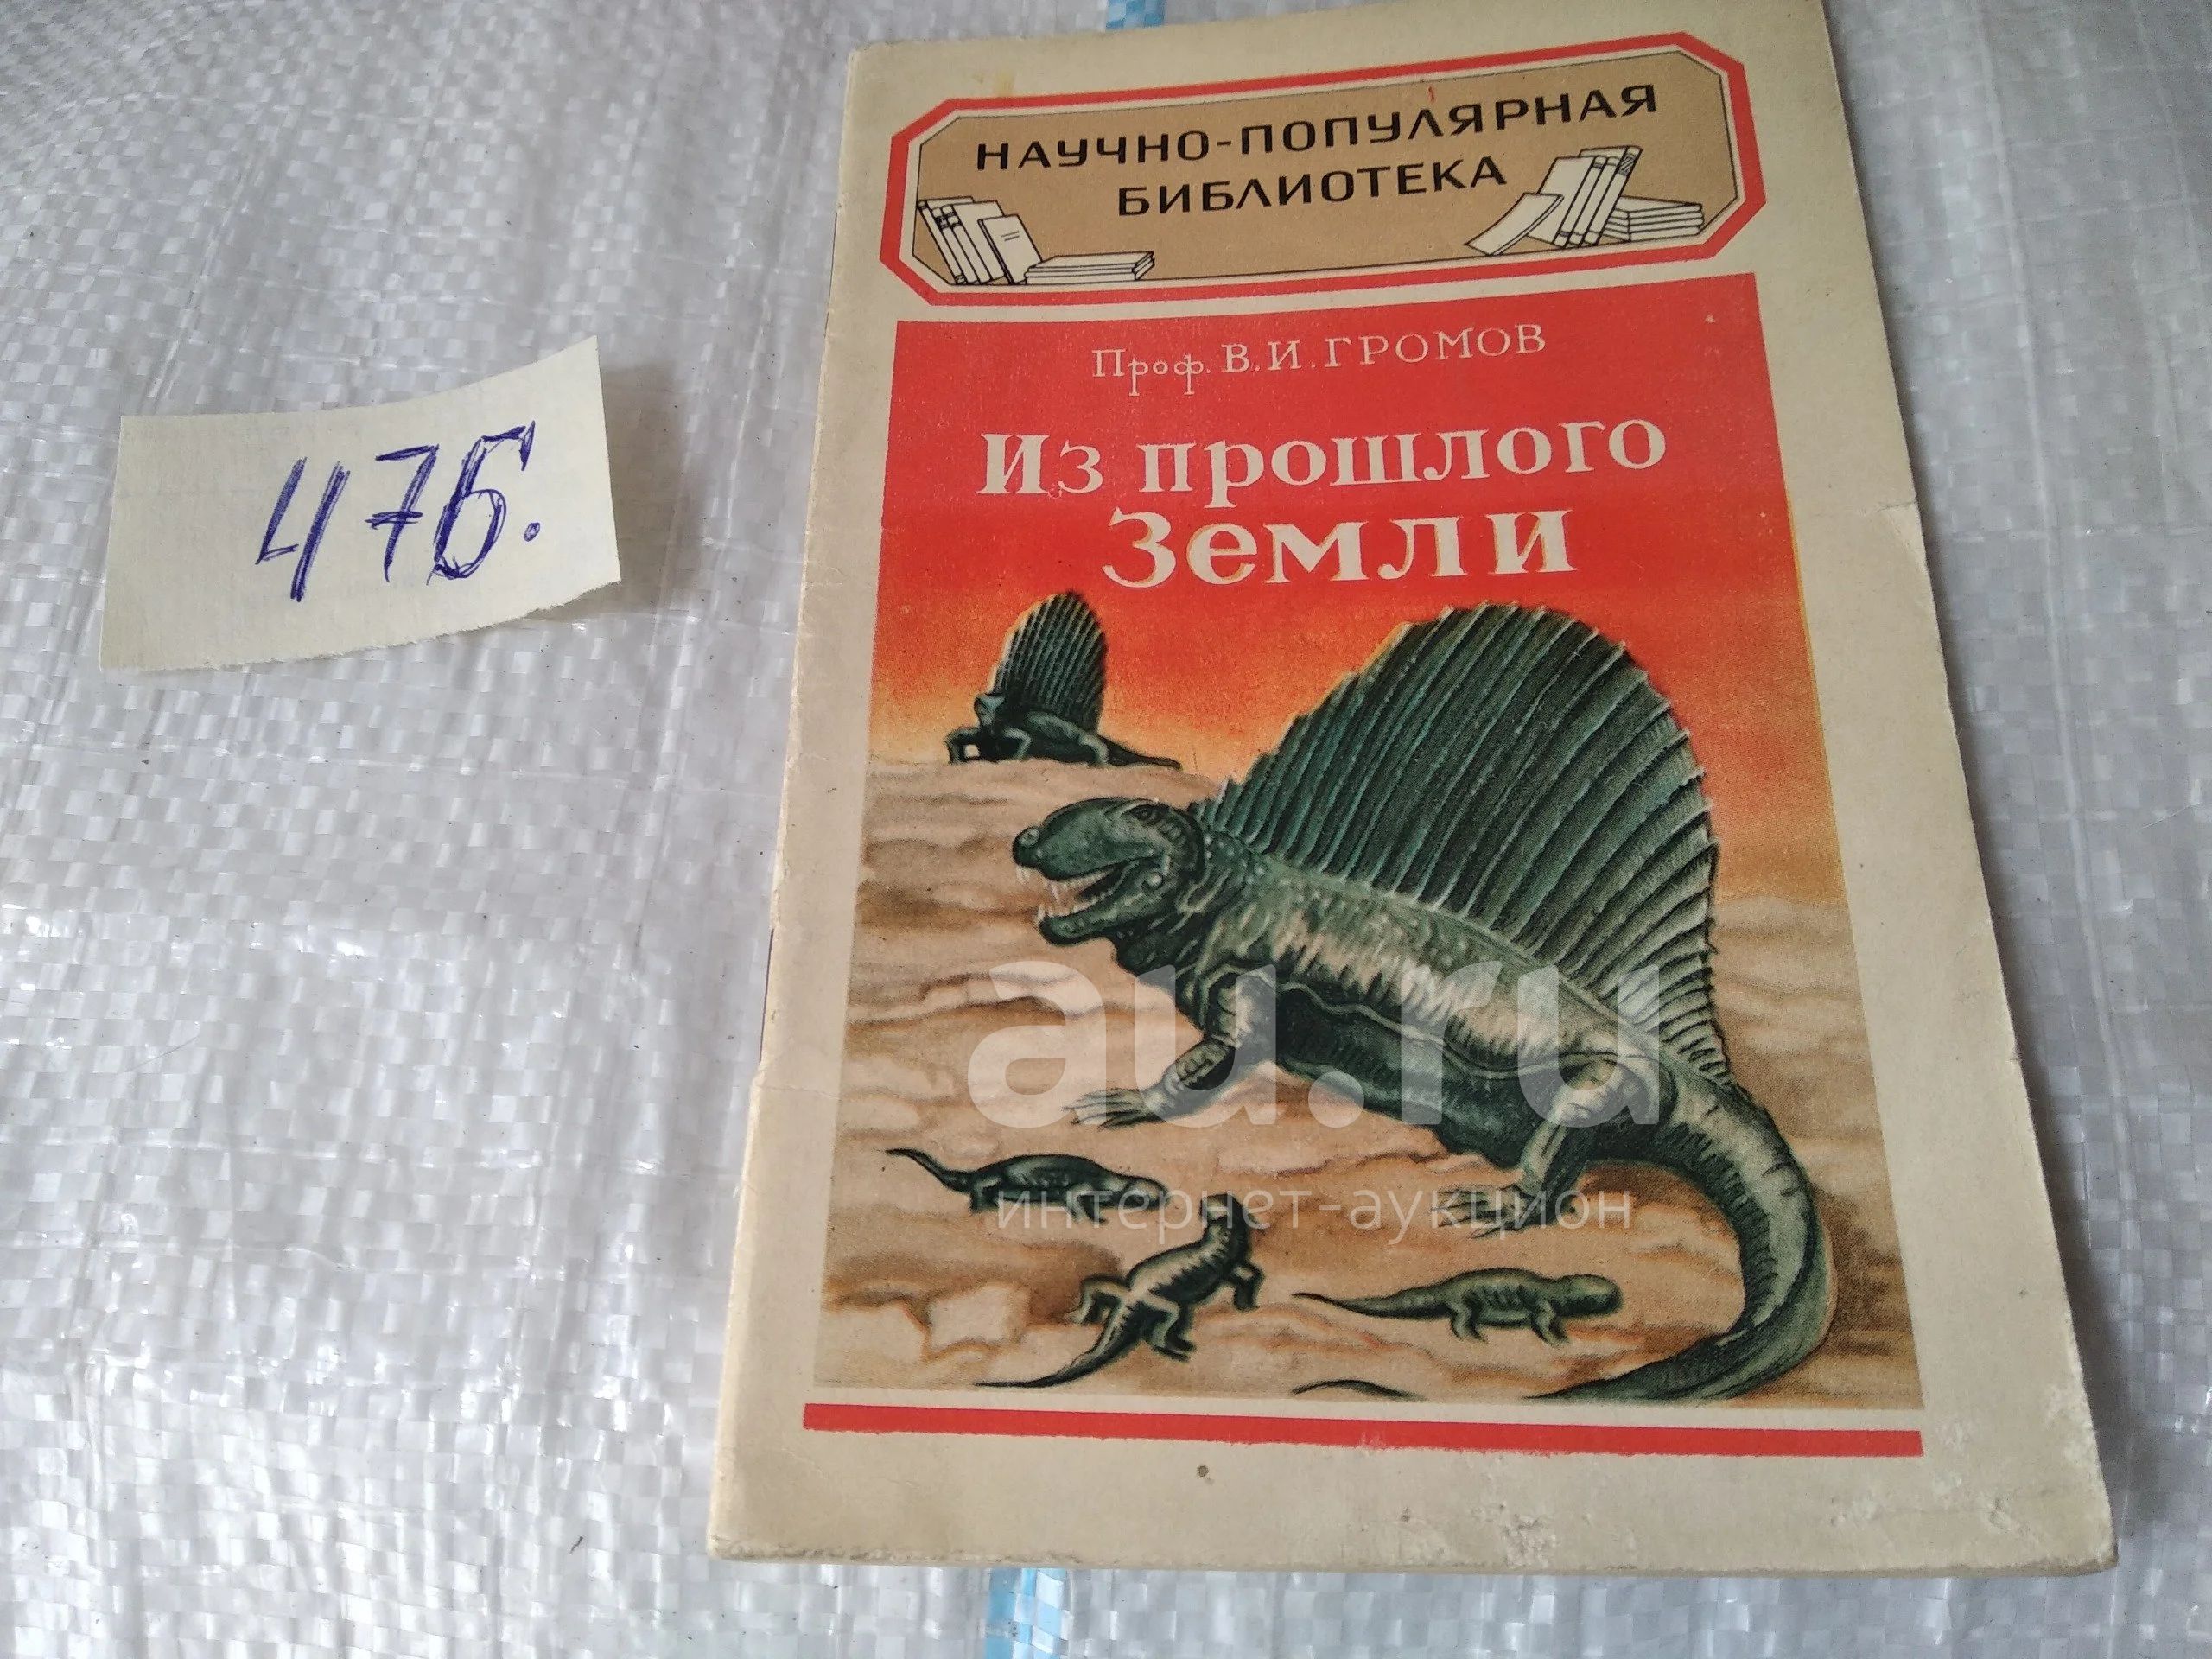 НАУЧНО-ПОПУЛЯРНАЯ
БИБЛИОТЕКА
Проф. В. И. ГРОМОВ
Из прошлого
Земли
476.
au.ru
интернет-аукцион